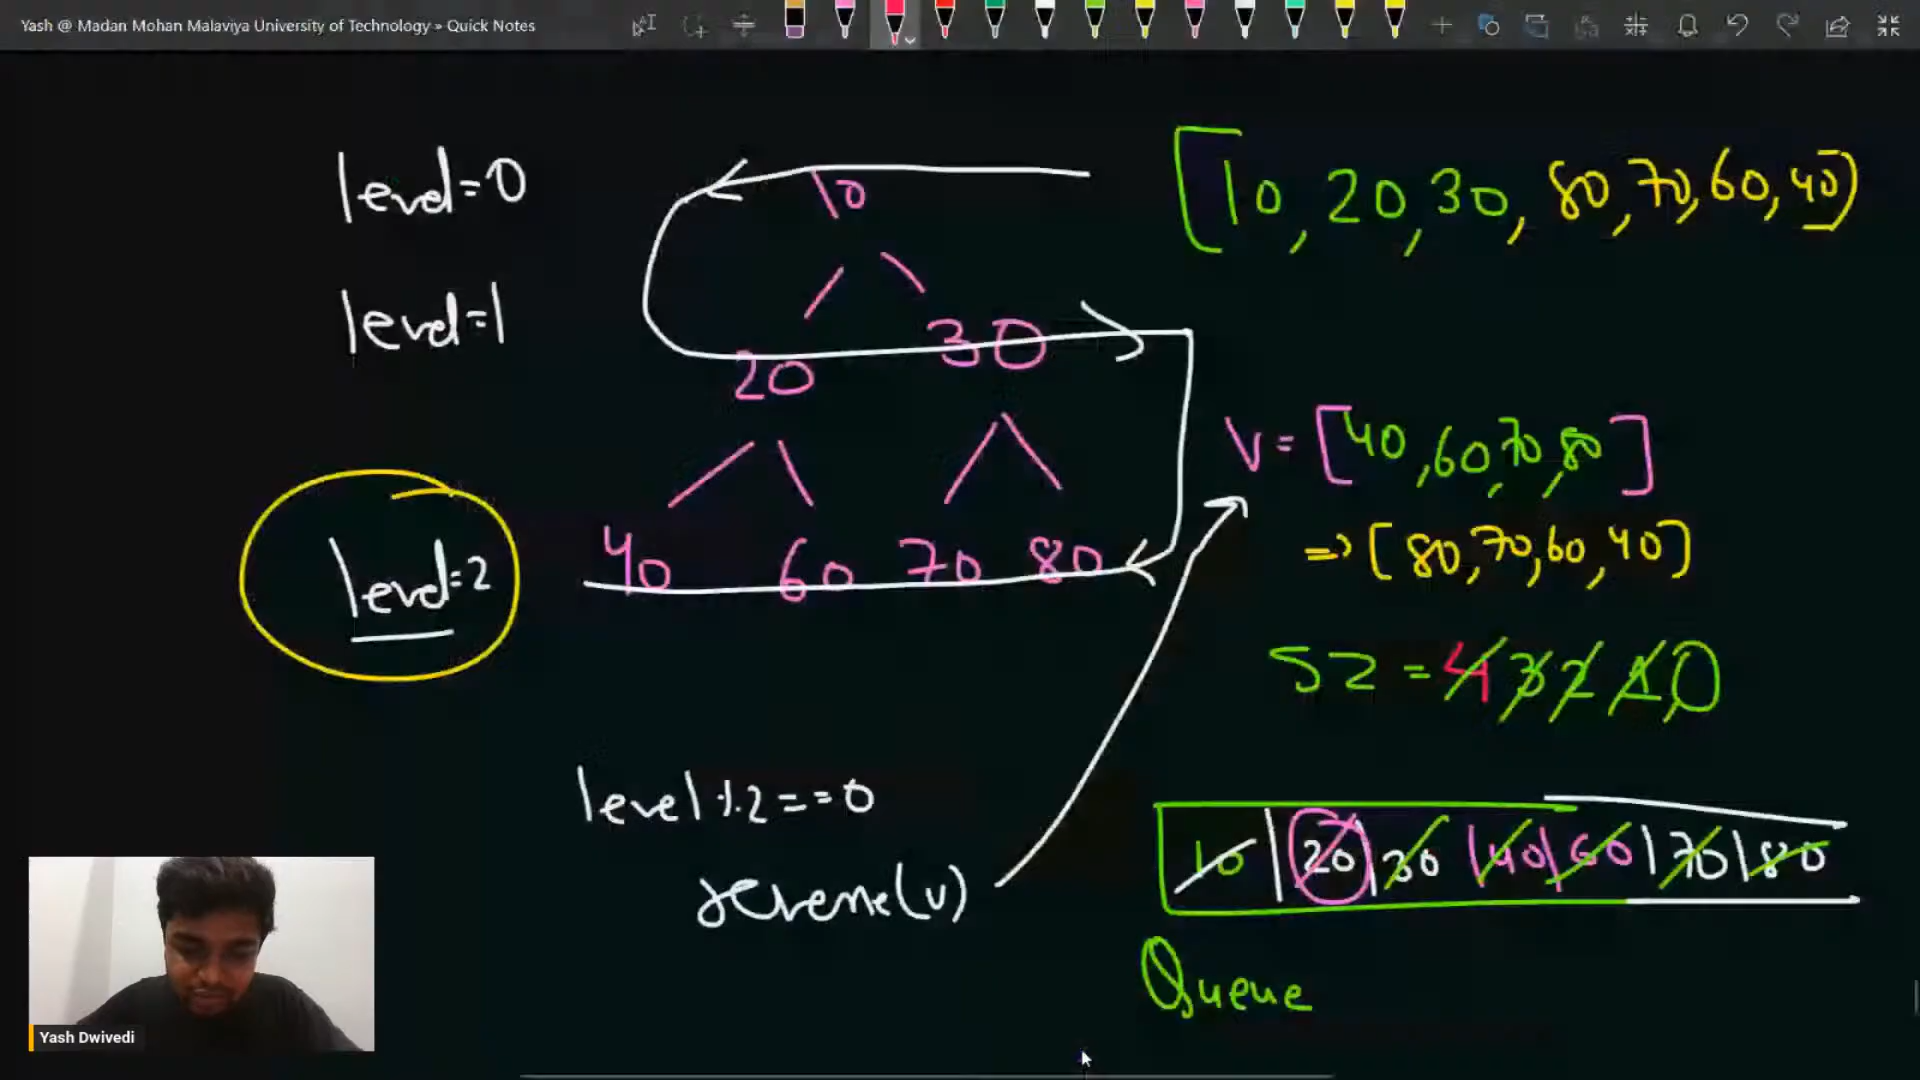 Yash @ Madan Mohan Malaviya University of Technology » Quick Notes
level=0
10
[10, 20, 30, 80, 70, 60, 40]
level=1
20 30
V = [40, 60, 70, 80]
=> [80, 70, 60, 40]
level=2
40 60 70 80
SZ = 4 3 2 1 0
level % 2 == 0
10 | 20 | 30 | 40 | 60 | 70 | 80
reverse(v)
Queue
Yash Dwivedi